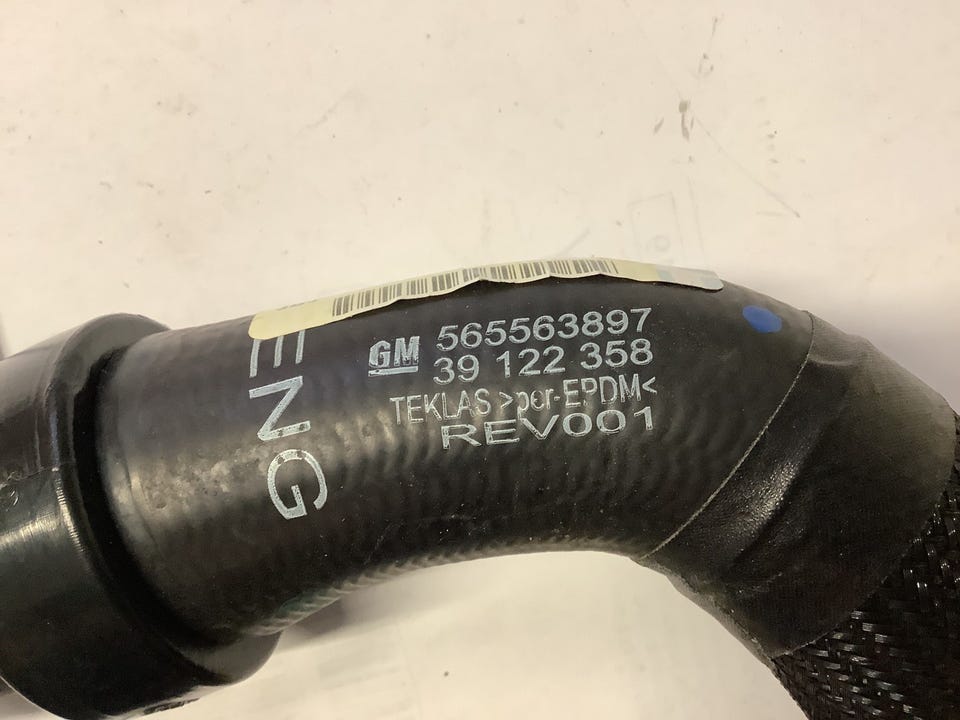 GM 565563897
39 122 358
TEKLAS >per-EPDM<
REV001
ENG